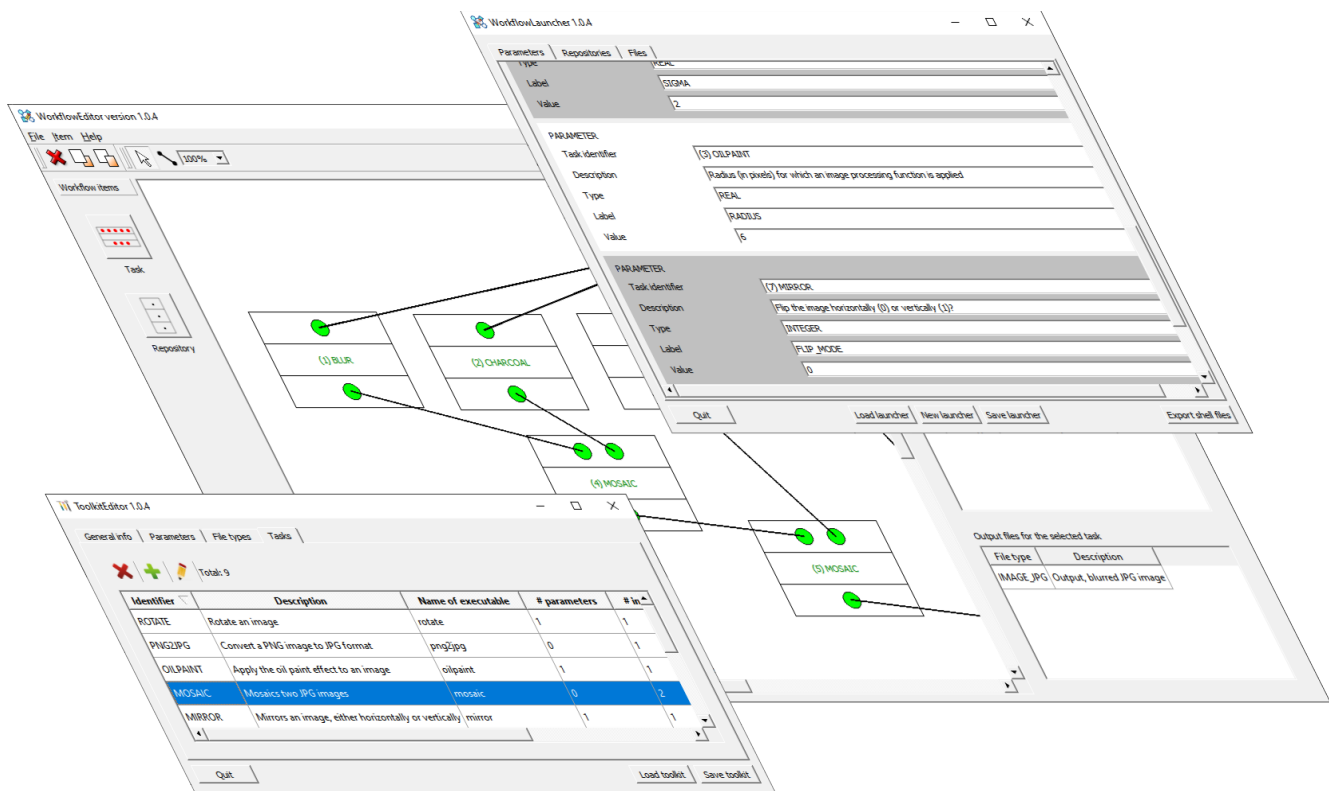 WorkflowLauncher 1.0.4
Parameters Repositories Files
Type REAL
Label SIGMA
Value 2
PARAMETER
Task identifier (3) OILPAINT
Description Radius (in pixels) for which an image processing function is applied
Type REAL
Label RADIUS
Value 6
PARAMETER
Task identifier (7) MIRROR
Description Flip the image horizontally (0) or vertically (1)?
Type INTEGER
Label FLIP_MODE
Value 0
Quit Load launcher New launcher Save launcher Export shell files
WorkflowEditor version 1.0.4
File Item Help
100%
Workflow items
Task
Repository
(1) BLUR (2) CHARCOAL
(4) MOSAIC
(5) MOSAIC
Output files for the selected task
File type Description
IMAGE_JPG Output, blurred JPG image
ToolkitEditor 1.0.4
General info Parameters File types Tasks
Total: 9
Identifier Description Name of executable # parameters # in
ROTATE Rotate an image rotate 1 1
PNG2JPG Convert a PNG image to JPG format png2jpg 0 1
OILPAINT Apply the oil paint effect to an image oilpaint 1 1
MOSAIC Mosaics two JPG images mosaic 0 2
MIRROR Mirrors an image, either horizontally or vertically mirror 1 1
Quit Load toolkit Save toolkit